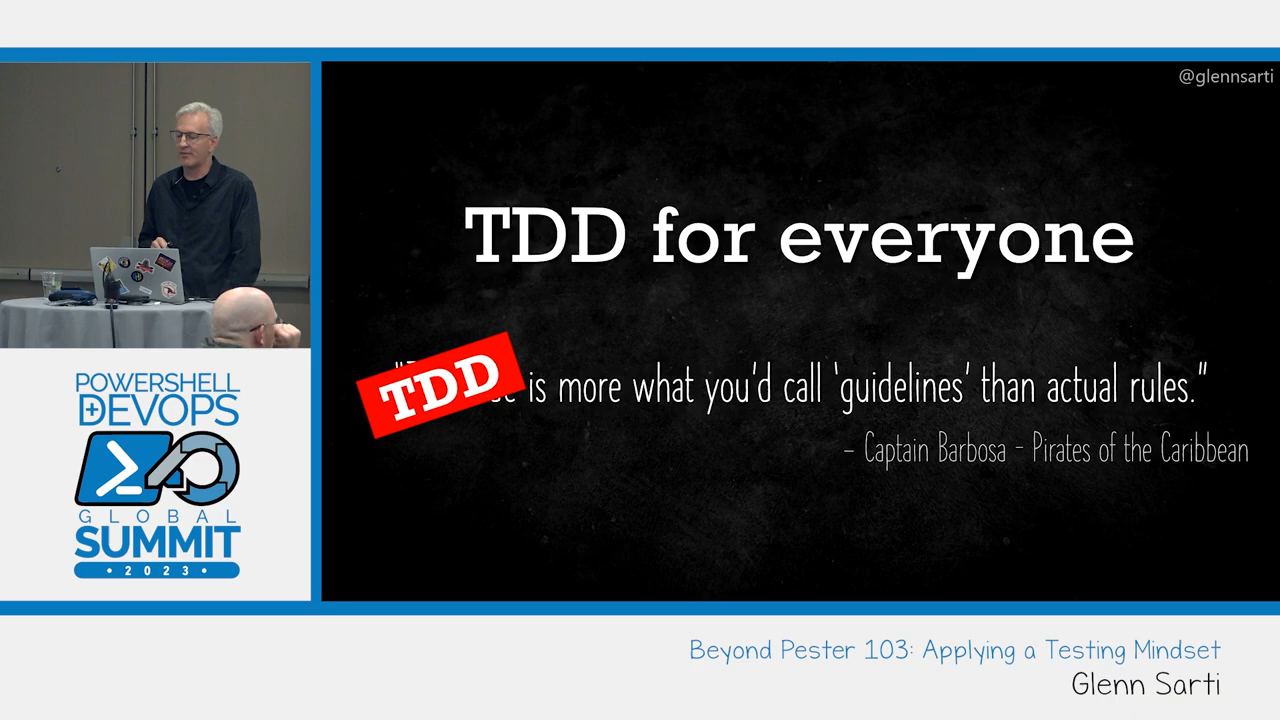 @glennsarti
TDD for everyone
TDD
is more what you'd call 'guidelines' than actual rules."
– Captain Barbosa – Pirates of the Caribbean
POWERSHELL
+DEVOPS
GLOBAL
SUMMIT
• 2023 •
Beyond Pester 103: Applying a Testing Mindset
Glenn Sarti